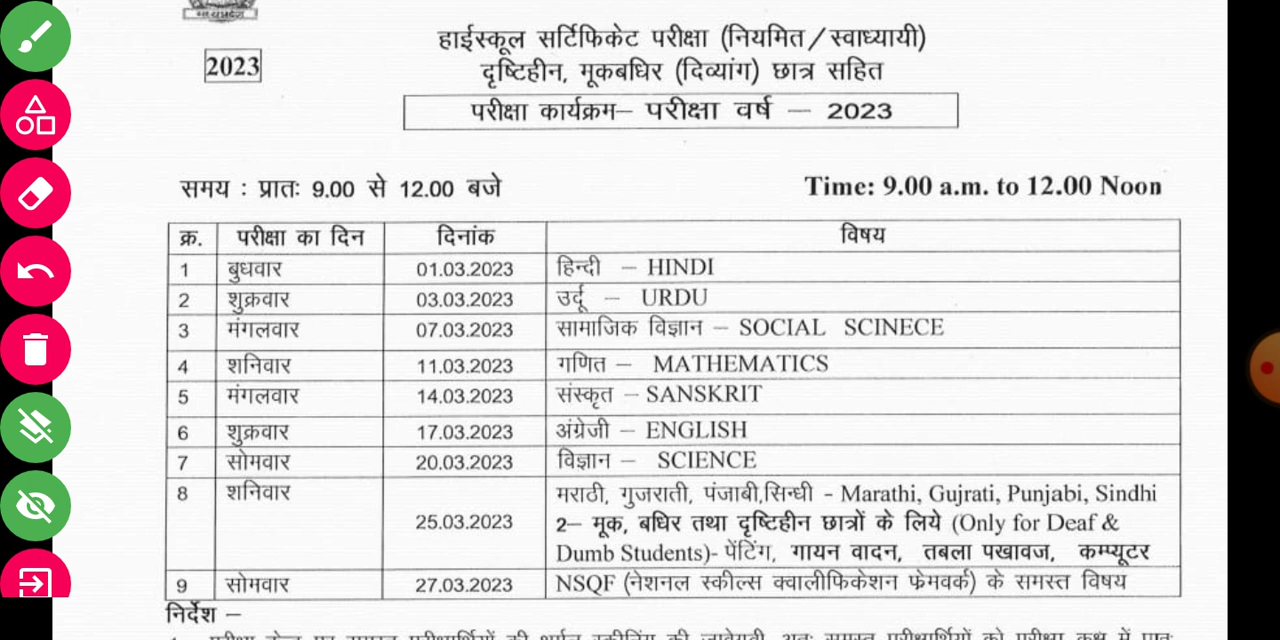 मध्यप्रदेश
2023
हाईस्कूल सर्टिफिकेट परीक्षा (नियमित / स्वाध्यायी)
दृष्टिहीन, मूकबधिर (दिव्यांग) छात्र सहित
परीक्षा कार्यक्रम– परीक्षा वर्ष – 2023
समय : प्रातः 9.00 से 12.00 बजे Time: 9.00 a.m. to 12.00 Noon
क्र. परीक्षा का दिन दिनांक विषय
1 बुधवार 01.03.2023 हिन्दी – HINDI
2 शुक्रवार 03.03.2023 उर्दू – URDU
3 मंगलवार 07.03.2023 सामाजिक विज्ञान – SOCIAL SCINECE
4 शनिवार 11.03.2023 गणित – MATHEMATICS
5 मंगलवार 14.03.2023 संस्कृत – SANSKRIT
6 शुक्रवार 17.03.2023 अंग्रेजी – ENGLISH
7 सोमवार 20.03.2023 विज्ञान – SCIENCE
8 शनिवार 25.03.2023 मराठी, गुजराती, पंजाबी,सिन्धी - Marathi, Gujrati, Punjabi, Sindhi
2– मूक, बधिर तथा दृष्टिहीन छात्रों के लिये (Only for Deaf &
Dumb Students)- पेंटिंग, गायन वादन, तबला पखावज, कम्प्यूटर
9 सोमवार 27.03.2023 NSQF (नेशनल स्कील्स क्वालीफिकेशन फ्रेमवर्क) के समस्त विषय
निर्देश –